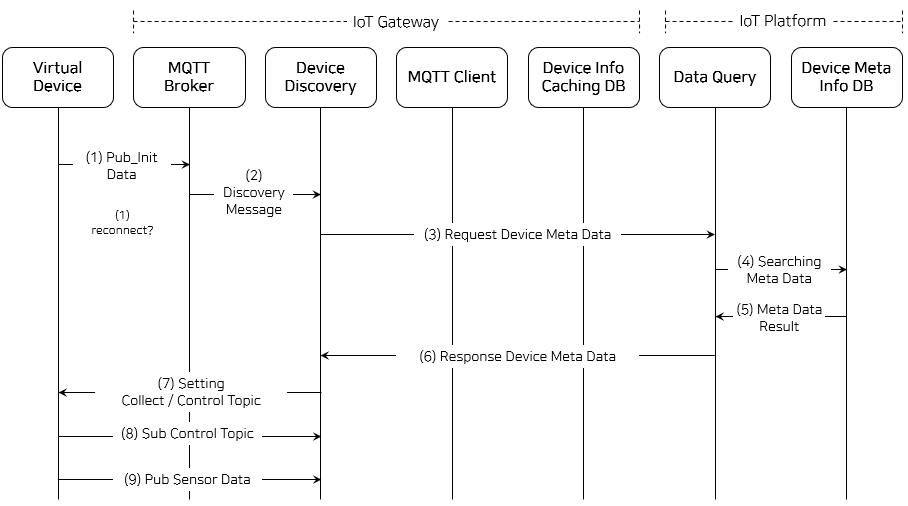 IoT Gateway
IoT Platform
Virtual
Device
MQTT
Broker
Device
Discovery
MQTT Client
Device Info
Caching DB
Data Query
Device Meta
Info DB
(1) Pub_Init
Data
(2)
Discovery
Message
(1)
reconnect?
(3) Request Device Meta Data
(4) Searching
Meta Data
(5) Meta Data
Result
(6) Response Device Meta Data
(7) Setting
Collect / Control Topic
(8) Sub Control Topic
(9) Pub Sensor Data